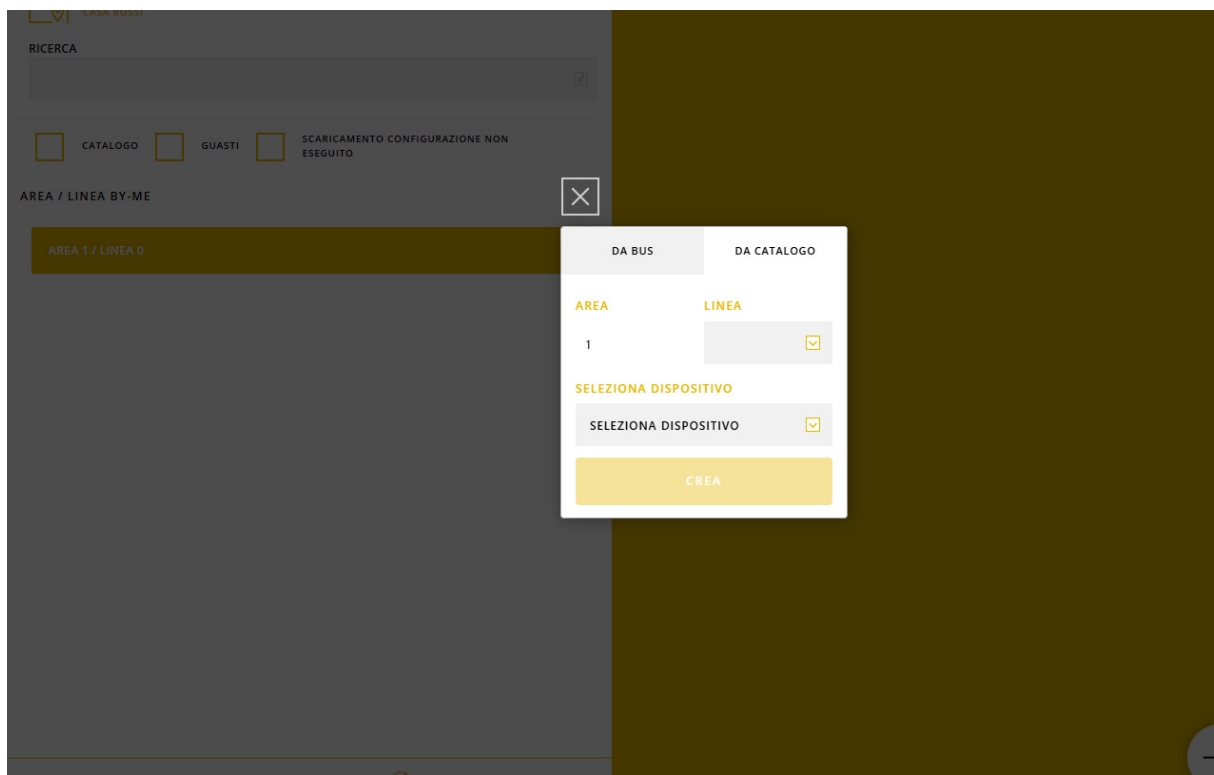 CASA ROSSI
RICERCA
CATALOGO
GUASTI
SCARICAMENTO CONFIGURAZIONE NON
ESEGUITO
AREA / LINEA BY-ME
AREA 1 / LINEA 0
DA BUS
DA CATALOGO
AREA
LINEA
1
SELEZIONA DISPOSITIVO
SELEZIONA DISPOSITIVO
CREA